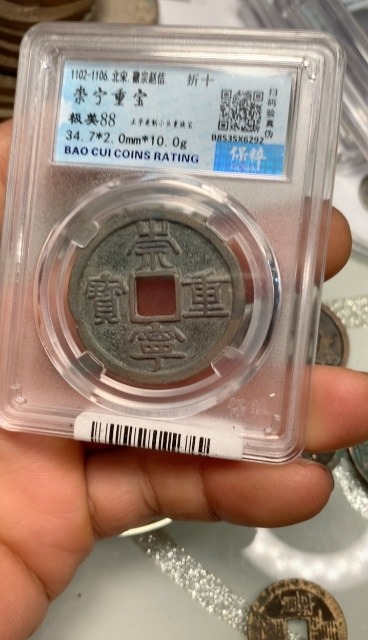 1102-1106 北宋.徽宗赵佶 折十
崇宁重宝
极美88
34.7*2.0mm*10.0g
BAO CUI COINS RATING
扫码验真伪
B8535X6292
保粹
崇
寳 重
寧